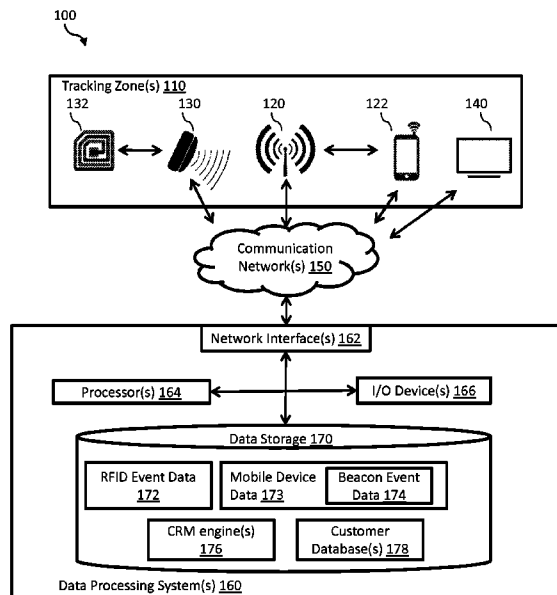 100
Tracking Zone(s) 110
132
130
120
122
140
Communication
Network(s) 150
Network Interface(s) 162
Processor(s) 164
I/O Device(s) 166
Data Storage 170
RFID Event Data
172
Mobile Device
Data 173
Beacon Event
Data 174
CRM engine(s)
176
Customer
Database(s) 178
Data Processing System(s) 160